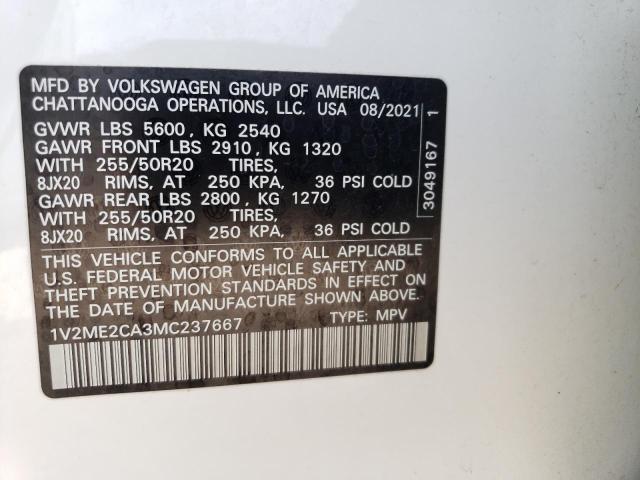 MFD BY VOLKSWAGEN GROUP OF AMERICA
CHATTANOOGA OPERATIONS, LLC. USA 08/2021
GVWR LBS 5600, KG 2540
GAWR FRONT LBS 2910, KG 1320
WITH 255/50R20 TIRES,
8JX20 RIMS, AT 250 KPA, 36 PSI COLD
GAWR REAR LBS 2800, KG 1270
WITH 255/50R20 TIRES,
8JX20 RIMS, AT 250 KPA, 36 PSI COLD
THIS VEHICLE CONFORMS TO ALL APPLICABLE
U.S. FEDERAL MOTOR VEHICLE SAFETY AND
THEFT PREVENTION STANDARDS IN EFFECT ON
THE DATE OF MANUFACTURE SHOWN ABOVE.
1V2ME2CA3MC237667 TYPE: MPV
3049167 1